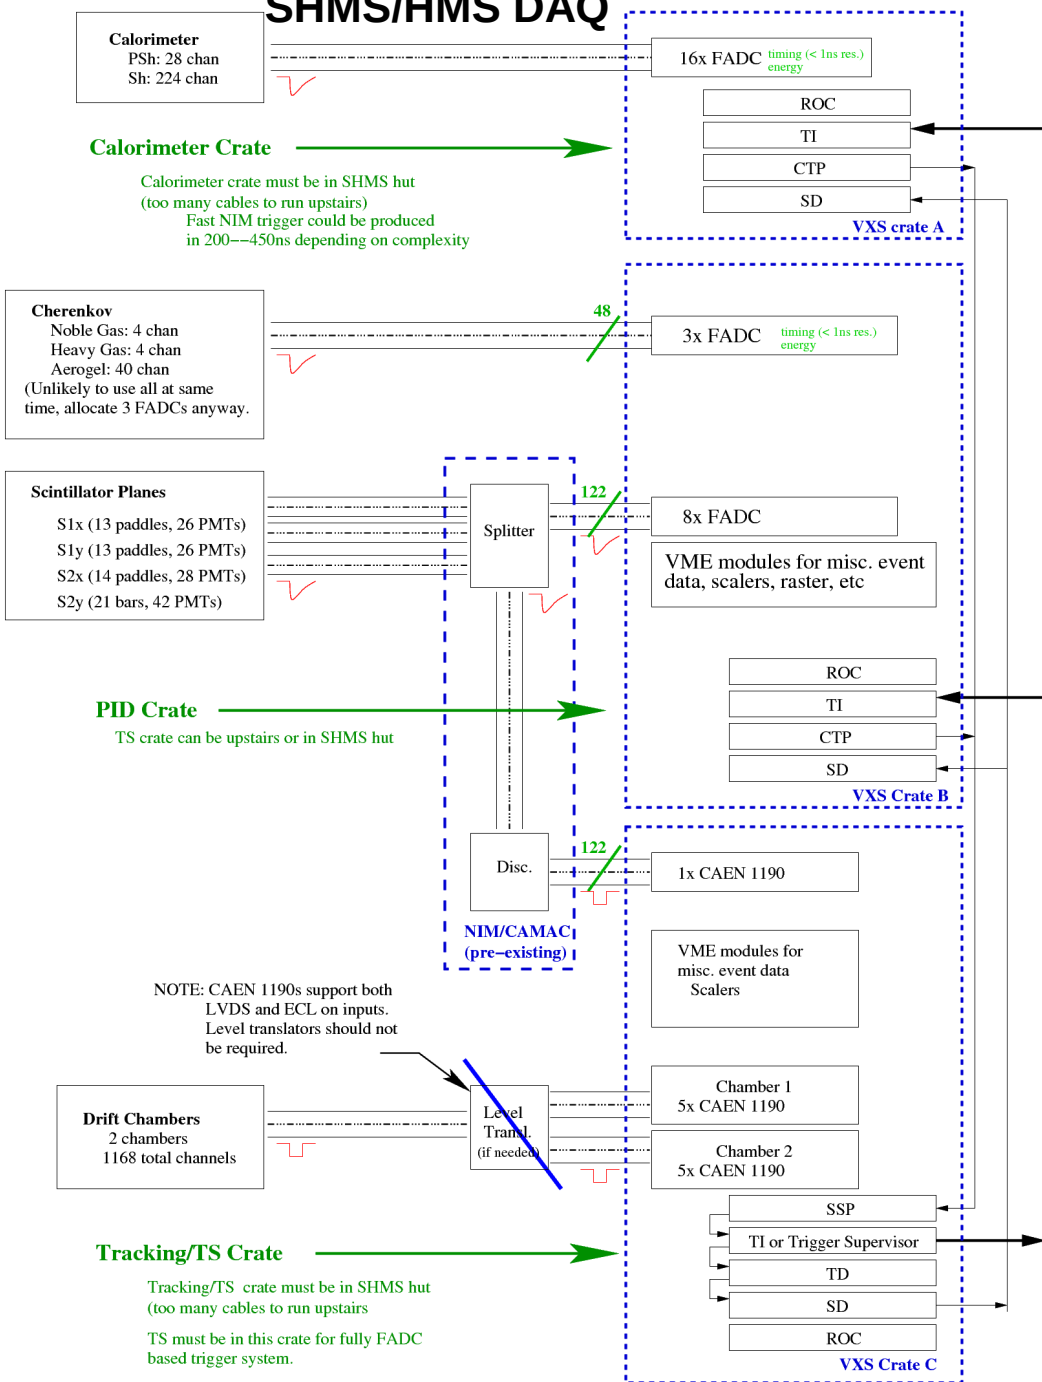 SHMS/HMS DAQ
Calorimeter
PSh: 28 chan
Sh: 224 chan
16x FADC
timing (< 1ns res.)
energy
ROC
TI
CTP
SD
VXS crate A
Calorimeter Crate
Calorimeter crate must be in SHMS hut
(too many cables to run upstairs)
Fast NIM trigger could be produced
in 200−−450ns depending on complexity
Cherenkov
Noble Gas: 4 chan
Heavy Gas: 4 chan
Aerogel: 40 chan
(Unlikely to use all at same
time, allocate 3 FADCs anyway.
48
3x FADC
timing (< 1ns res.)
energy
Scintillator Planes
S1x (13 paddles, 26 PMTs)
S1y (13 paddles, 26 PMTs)
S2x (14 paddles, 28 PMTs)
S2y (21 bars, 42 PMTs)
Splitter
122
8x FADC
VME modules for misc. event
data, scalers, raster, etc
ROC
TI
CTP
SD
VXS Crate B
PID Crate
TS crate can be upstairs or in SHMS hut
Disc.
122
1x CAEN 1190
NIM/CAMAC
(pre−existing)
VME modules for
misc. event data
Scalers
NOTE: CAEN 1190s support both
LVDS and ECL on inputs.
Level translators should not
be required.
Drift Chambers
2 chambers
1168 total channels
Level
Transl.
(if needed)
Chamber 1
5x CAEN 1190
Chamber 2
5x CAEN 1190
SSP
TI or Trigger Supervisor
TD
SD
ROC
VXS Crate C
Tracking/TS Crate
Tracking/TS crate must be in SHMS hut
(too many cables to run upstairs
TS must be in this crate for fully FADC
based trigger system.